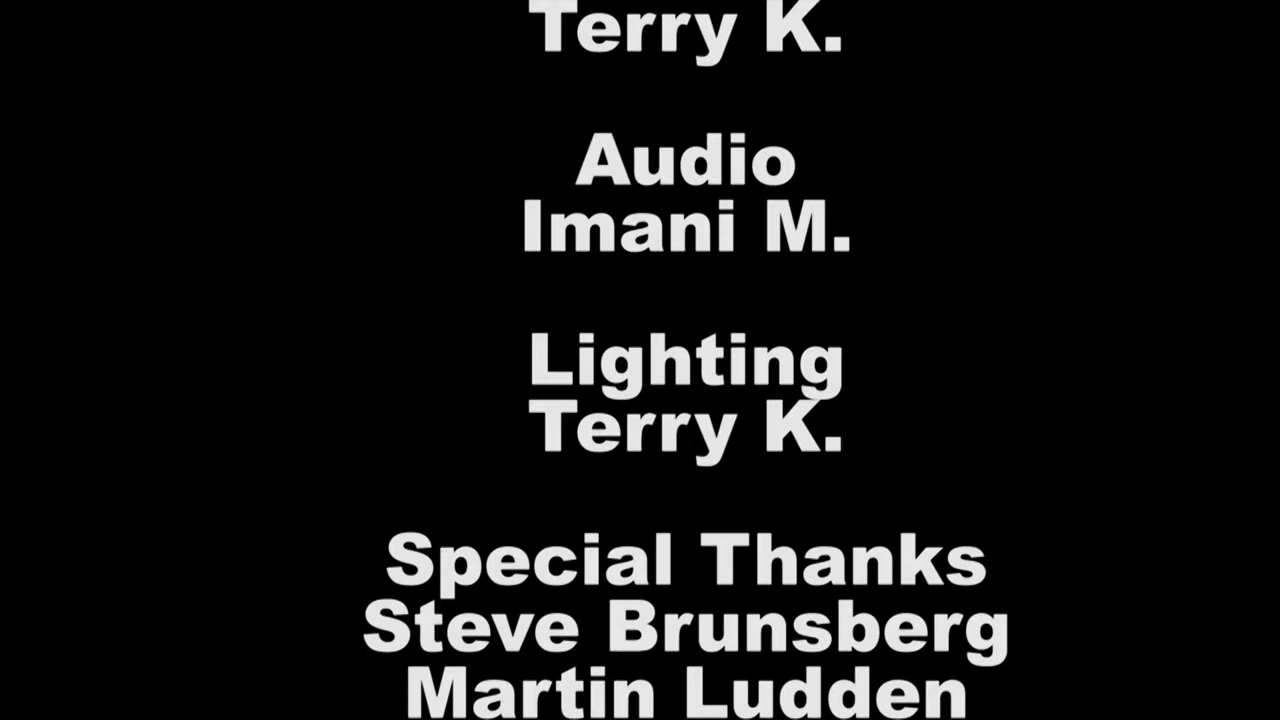 Terry K.
Audio
Imani M.
Lighting
Terry K.
Special Thanks
Steve Brunsberg
Martin Ludden